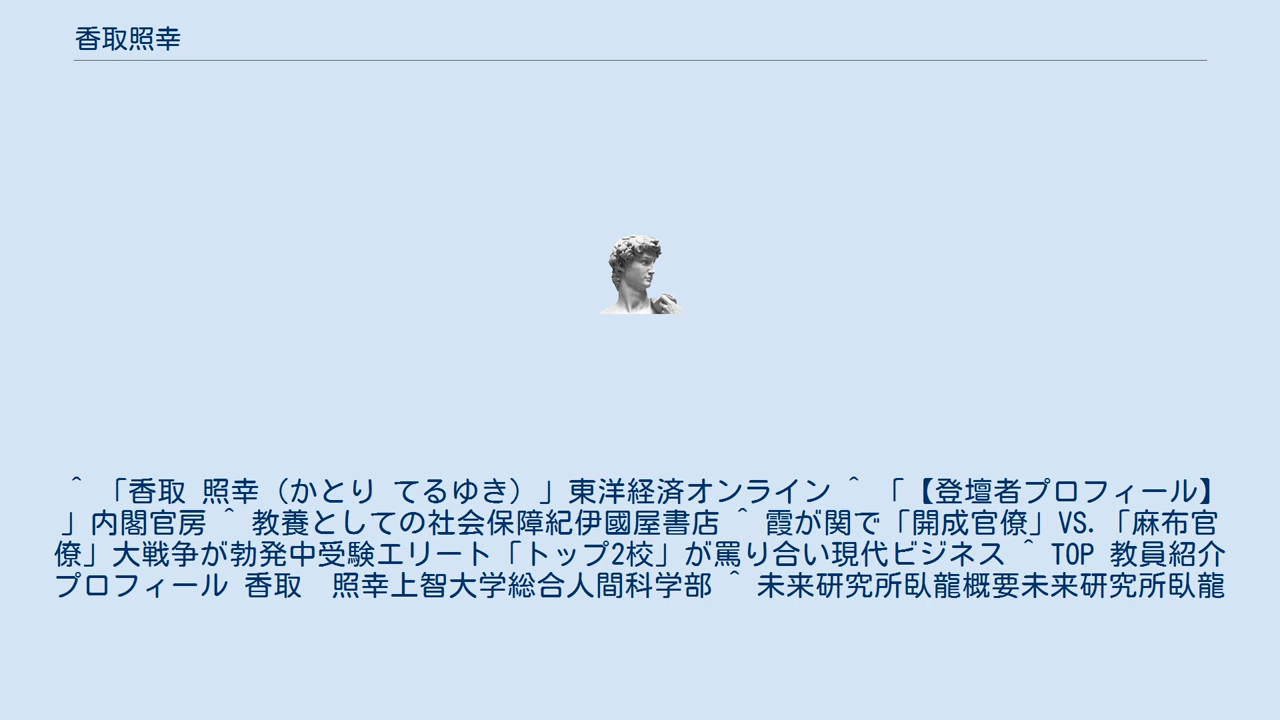 香取照幸
^ 「香取 照幸（かとり てるゆき）」東洋経済オンライン ^ 「【登壇者プロフィール】
」内閣官房 ^ 教養としての社会保障紀伊國屋書店 ^ 霞が関で「開成官僚」VS.「麻布官
僚」大戦争が勃発中受験エリート「トップ2校」が罵り合い現代ビジネス ^ TOP 教員紹介
プロフィール 香取　照幸上智大学総合人間科学部 ^ 未来研究所臥龍概要未来研究所臥龍